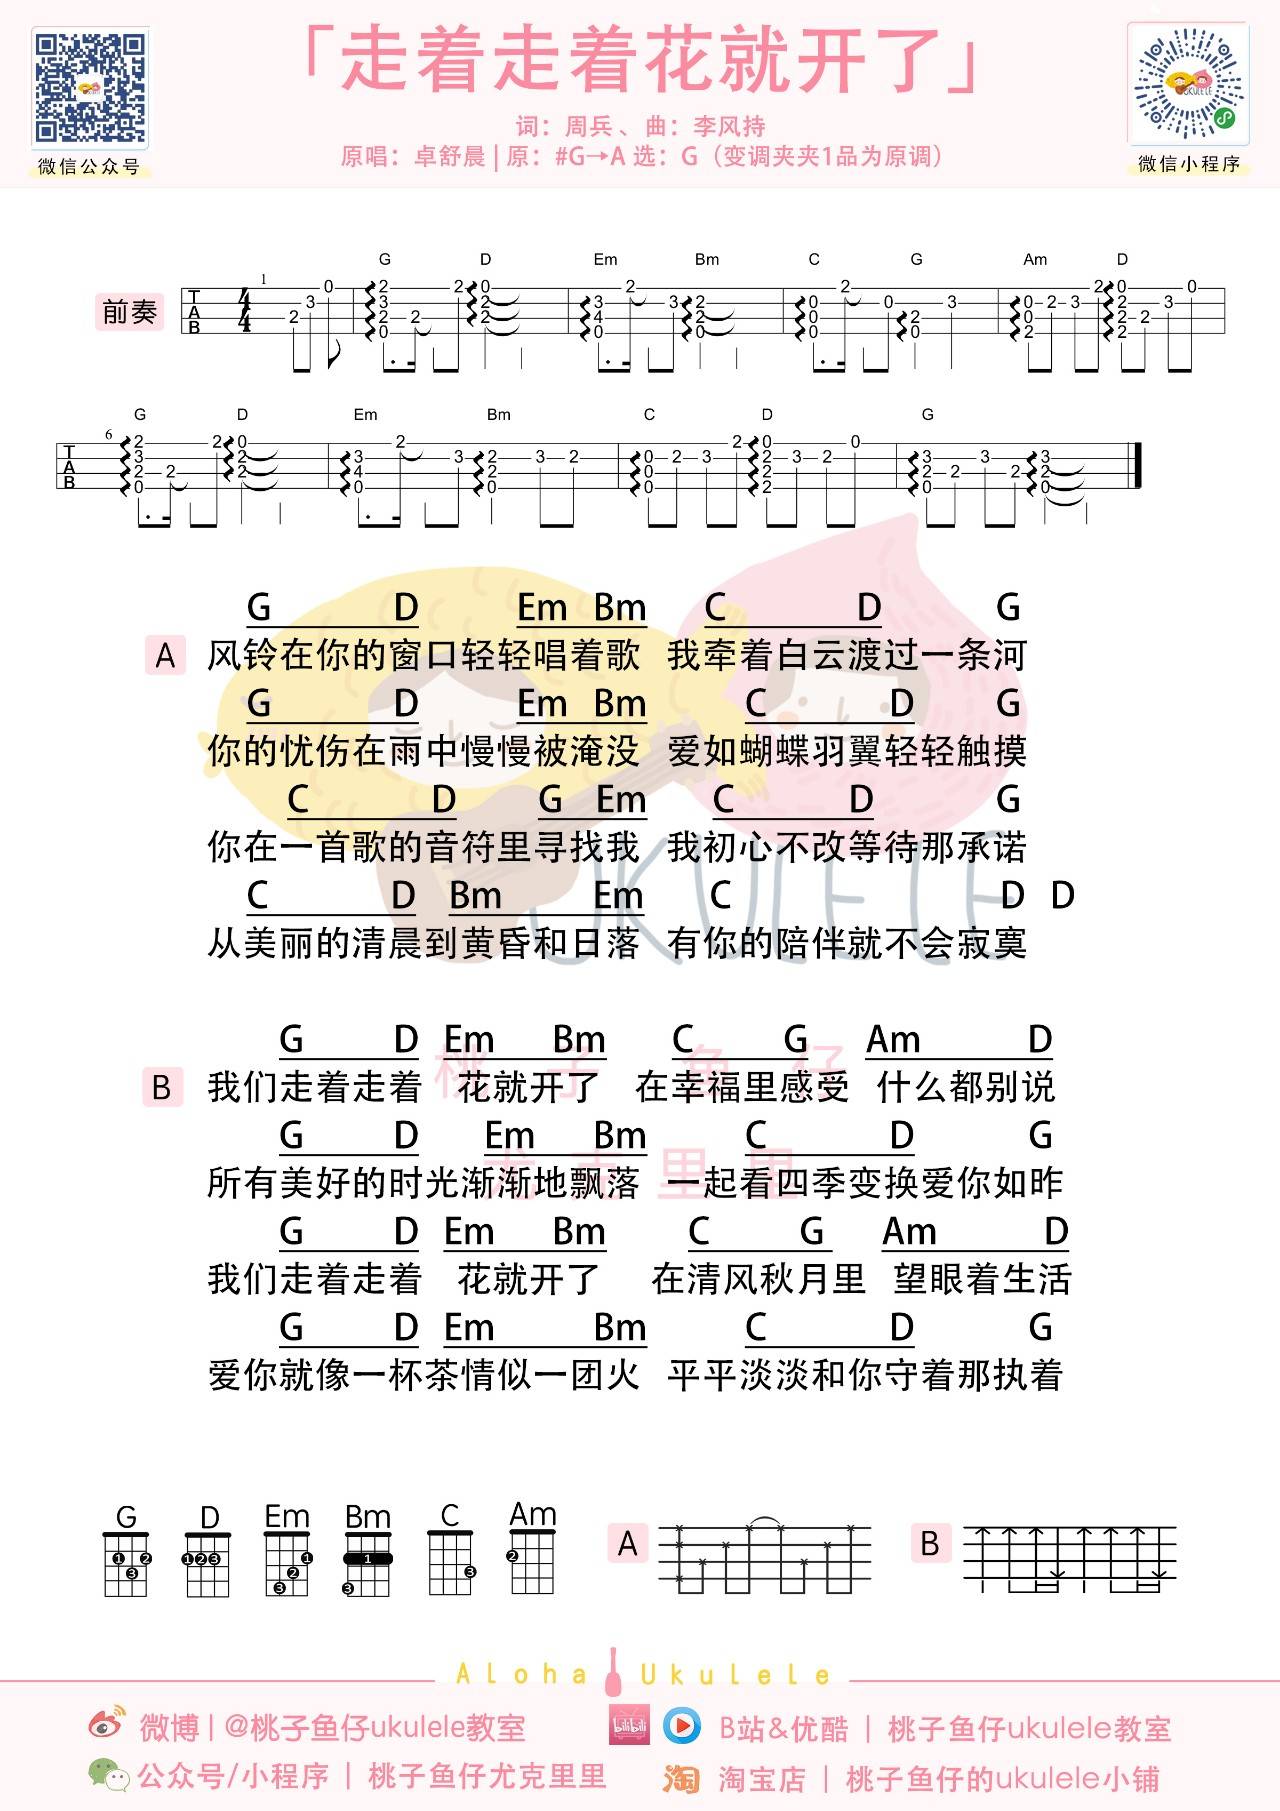 「走着走着花就开了」
词：周兵、曲：李风持
原唱：卓舒晨 | 原：#G→A 选：G（变调夹夹1品为原调）
微信公众号
微信小程序
前奏
G D Em Bm C G Am D
G D Em Bm C D G
G D Em Bm C D G
A 风铃在你的窗口轻轻唱着歌 我牵着白云渡过一条河
G D Em Bm C D G
你的忧伤在雨中慢慢被淹没 爱如蝴蝶羽翼轻轻触摸
C D G Em C D G
你在一首歌的音符里寻找我 我初心不改等待那承诺
C D Bm Em C D D
从美丽的清晨到黄昏和日落 有你的陪伴就不会寂寞
UKULELE
G D Em Bm C G Am D
B 我们走着走着 花就开了 在幸福里感受 什么都别说
桃子鱼仔
G D Em Bm C D G
所有美好的时光渐渐地飘落 一起看四季变换爱你如昨
尤克里里
G D Em Bm C G Am D
我们走着走着 花就开了 在清风秋月里 望眼着生活
G D Em Bm C D G
爱你就像一杯茶情似一团火 平平淡淡和你守着那执着
G D Em Bm C Am
A B
Aloha Ukulele
微博 | @桃子鱼仔ukulele教室
bilibili B站&优酷 | 桃子鱼仔ukulele教室
公众号/小程序 | 桃子鱼仔尤克里里
淘 淘宝店 | 桃子鱼仔的ukulele小铺